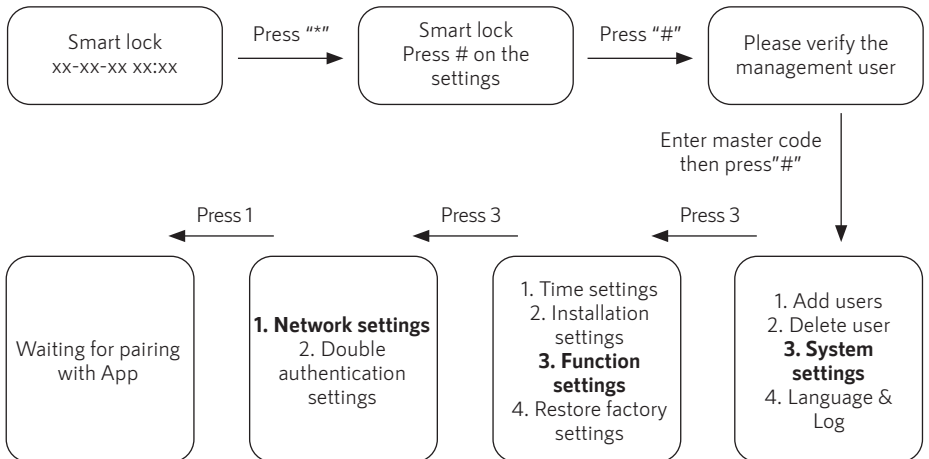 Smart lock
xx-xx-xx xx:xx
Press “*”
Smart lock
Press # on the
settings
Press “#”
Please verify the
management user
Enter master code
then press”#”
Press 3
Press 3
Press 1
1. Add users
2. Delete user
3. System
settings
4. Language &
Log
1. Time settings
2. Installation
settings
3. Function
settings
4. Restore factory
settings
1. Network settings
2. Double
authentication
settings
Waiting for pairing
with App